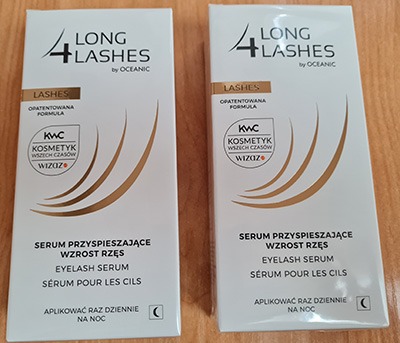 4 LONG
LASHES
by OCEANIC
LASHES
OPATENTOWANA
FORMUŁA
KWC
KOSMETYK
WSZECH CZASÓW
WIZAZ
SERUM PRZYSPIESZAJĄCE
WZROST RZĘS
EYELASH SERUM
SÉRUM POUR LES CILS
APLIKOWAĆ RAZ DZIENNIE
NA NOC
4 LONG
LASHES
by OCEANIC
LASHES
OPATENTOWANA
FORMUŁA
KWC
KOSMETYK
WSZECH CZASÓW
WIZAZ
SERUM PRZYSPIESZAJĄCE
WZROST RZĘS
EYELASH SERUM
SÉRUM POUR LES CILS
APLIKOWAĆ RAZ DZIENNIE
NA NOC